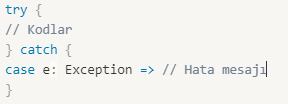 try {
// Kodlar
} catch {
case e: Exception => // Hata mesajı
}